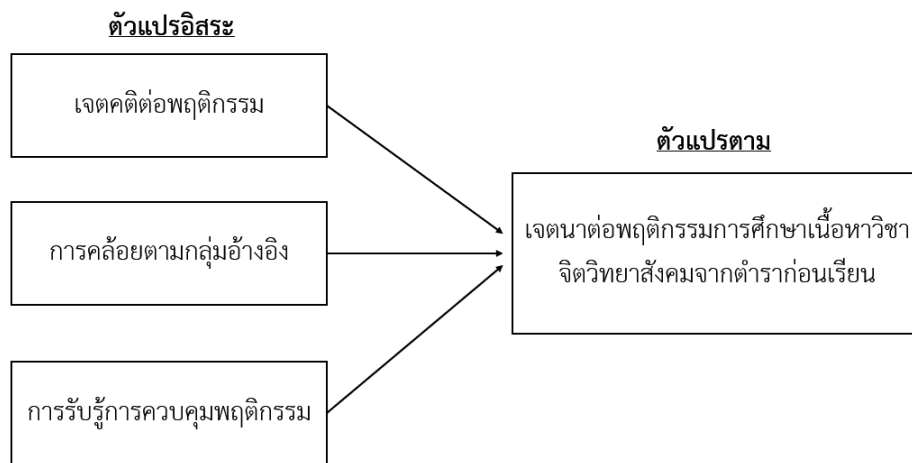 ตัวแปรอิสระ
เจตคติต่อพฤติกรรม
การคล้อยตามกลุ่มอ้างอิง
การรับรู้การควบคุมพฤติกรรม
ตัวแปรตาม
เจตนาต่อพฤติกรรมการศึกษาเนื้อหาวิชา
จิตวิทยาสังคมจากตำราก่อนเรียน